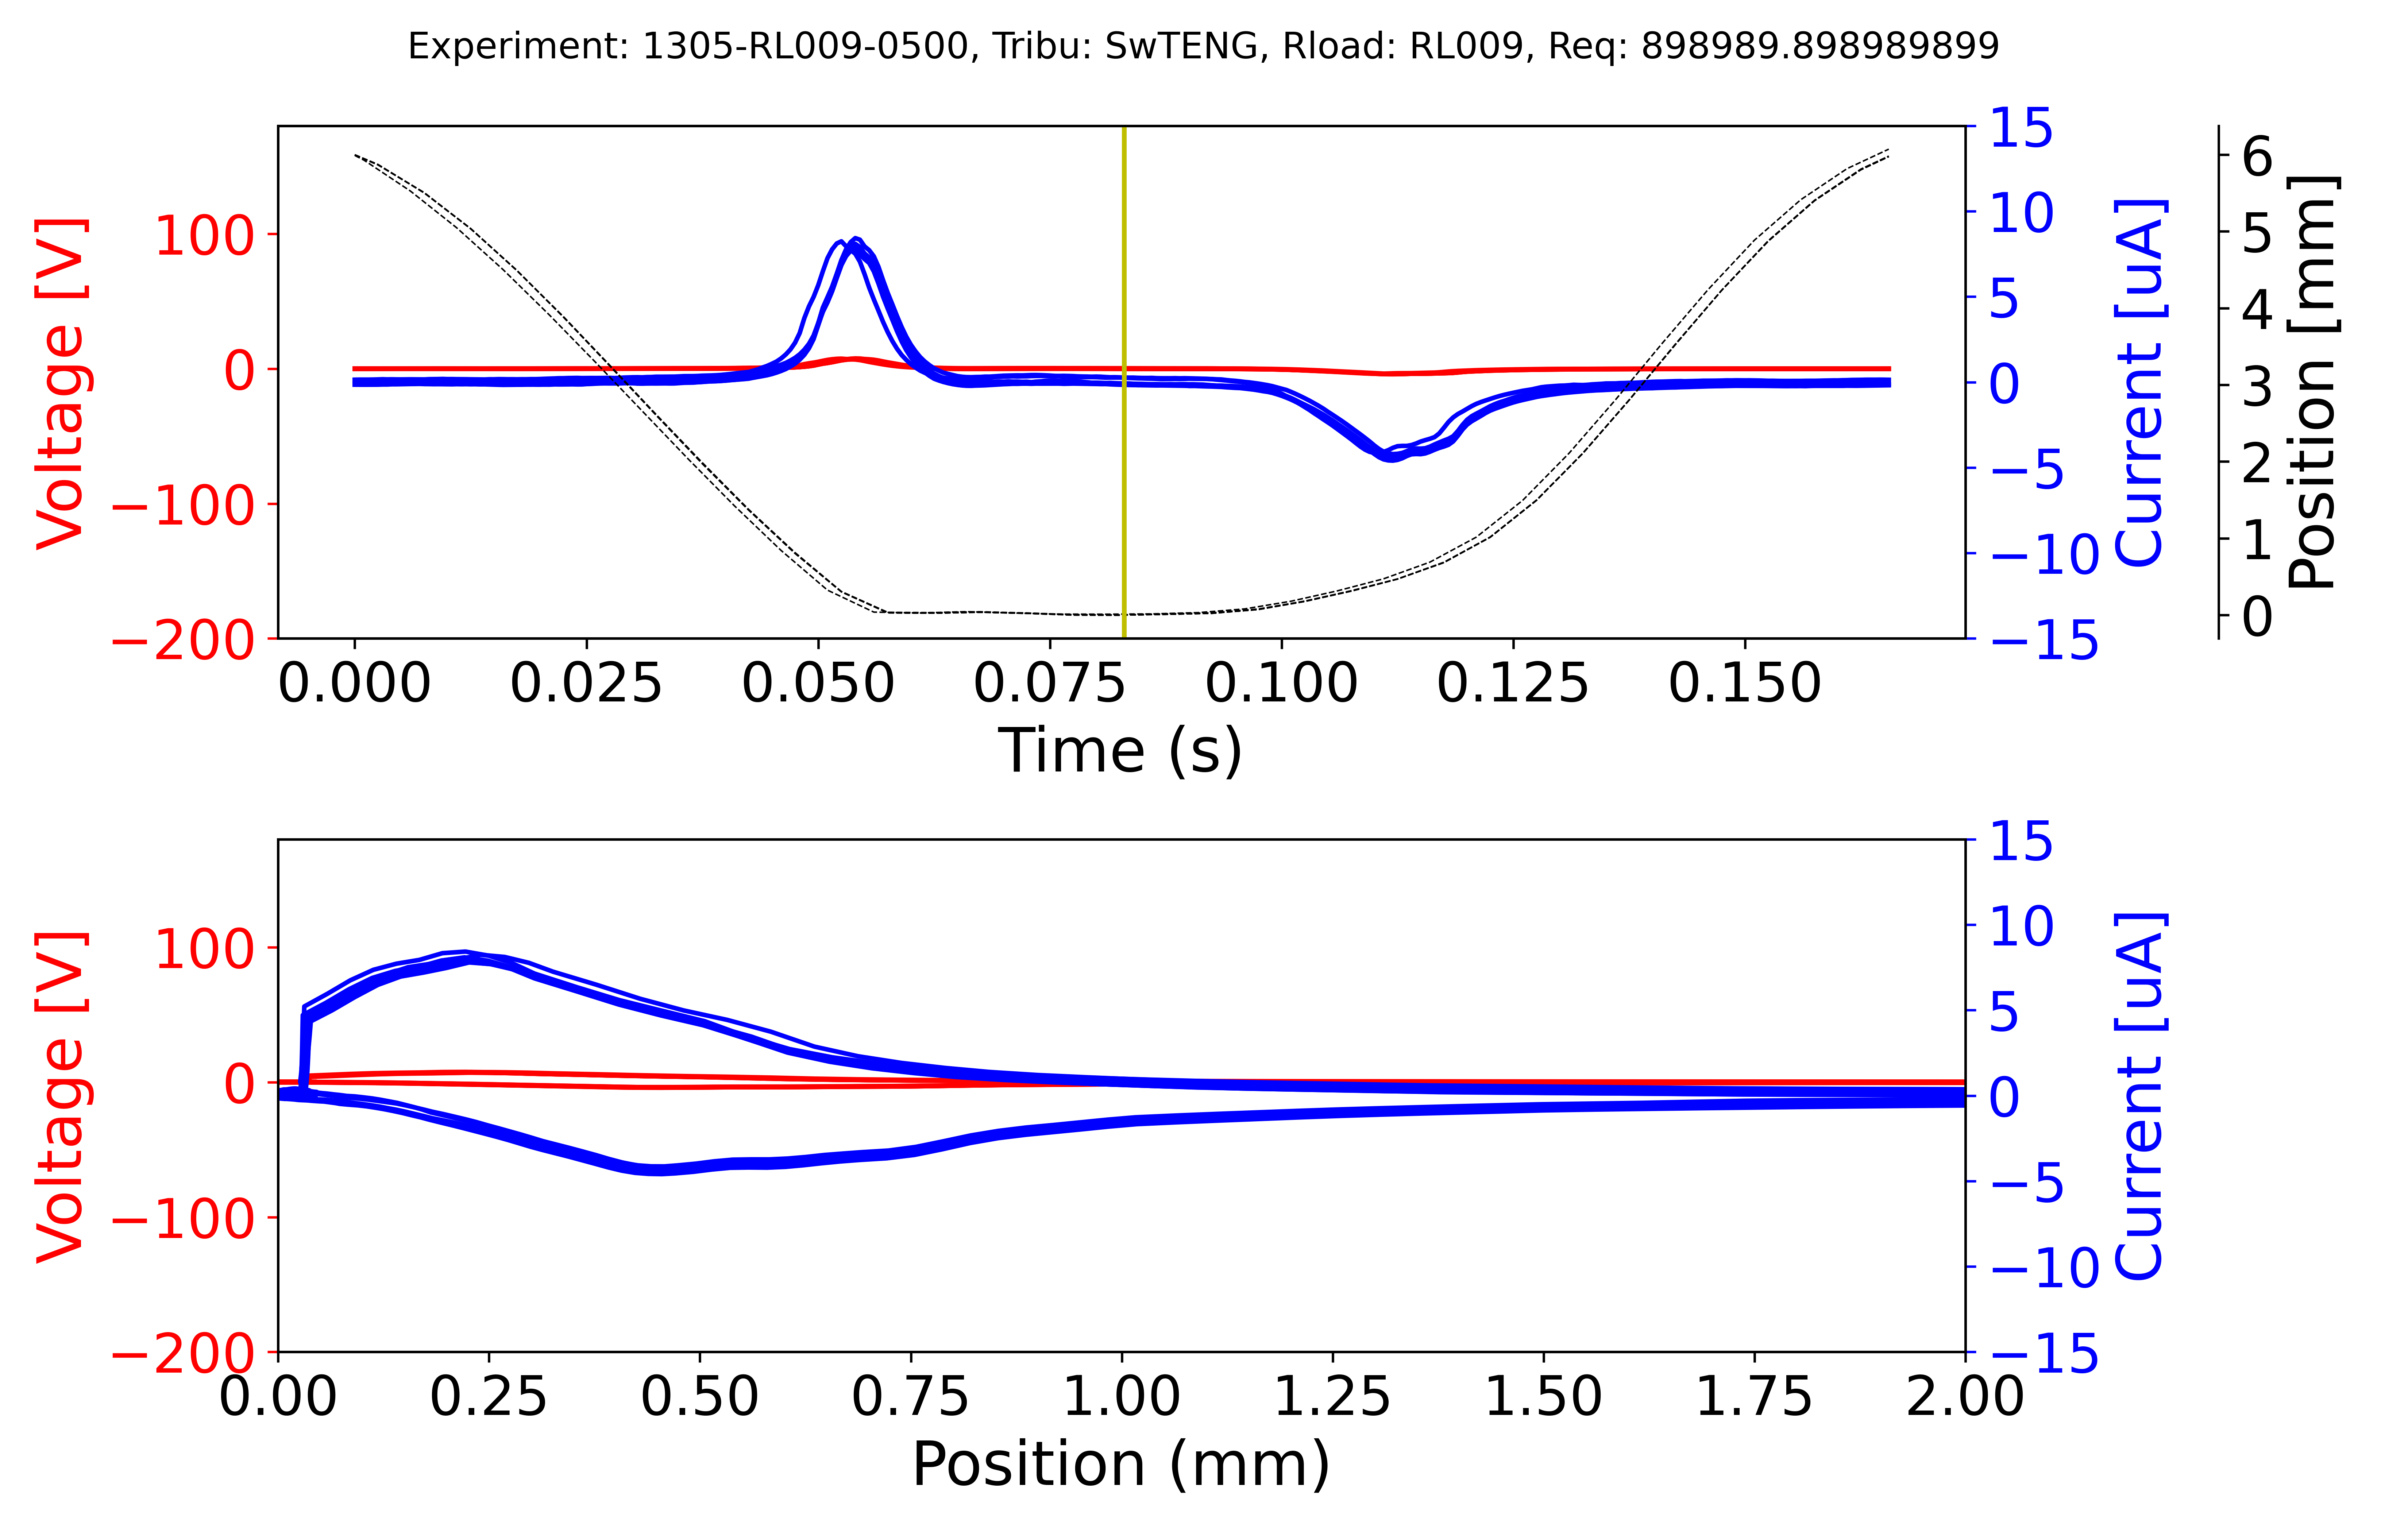 Experiment: 1305-RL009-0500, Tribu: SwTENG, Rload: RL009, Req: 898989.898989899
Voltage [V]
100
0
−100
−200
15
10
5
0
−5
−10
−15
Current [uA]
6
5
4
3
2
1
0
Position [mm]
0.000 0.025 0.050 0.075 0.100 0.125 0.150
Time (s)
Voltage [V]
100
0
−100
−200
15
10
5
0
−5
−10
−15
Current [uA]
0.00 0.25 0.50 0.75 1.00 1.25 1.50 1.75 2.00
Position (mm)